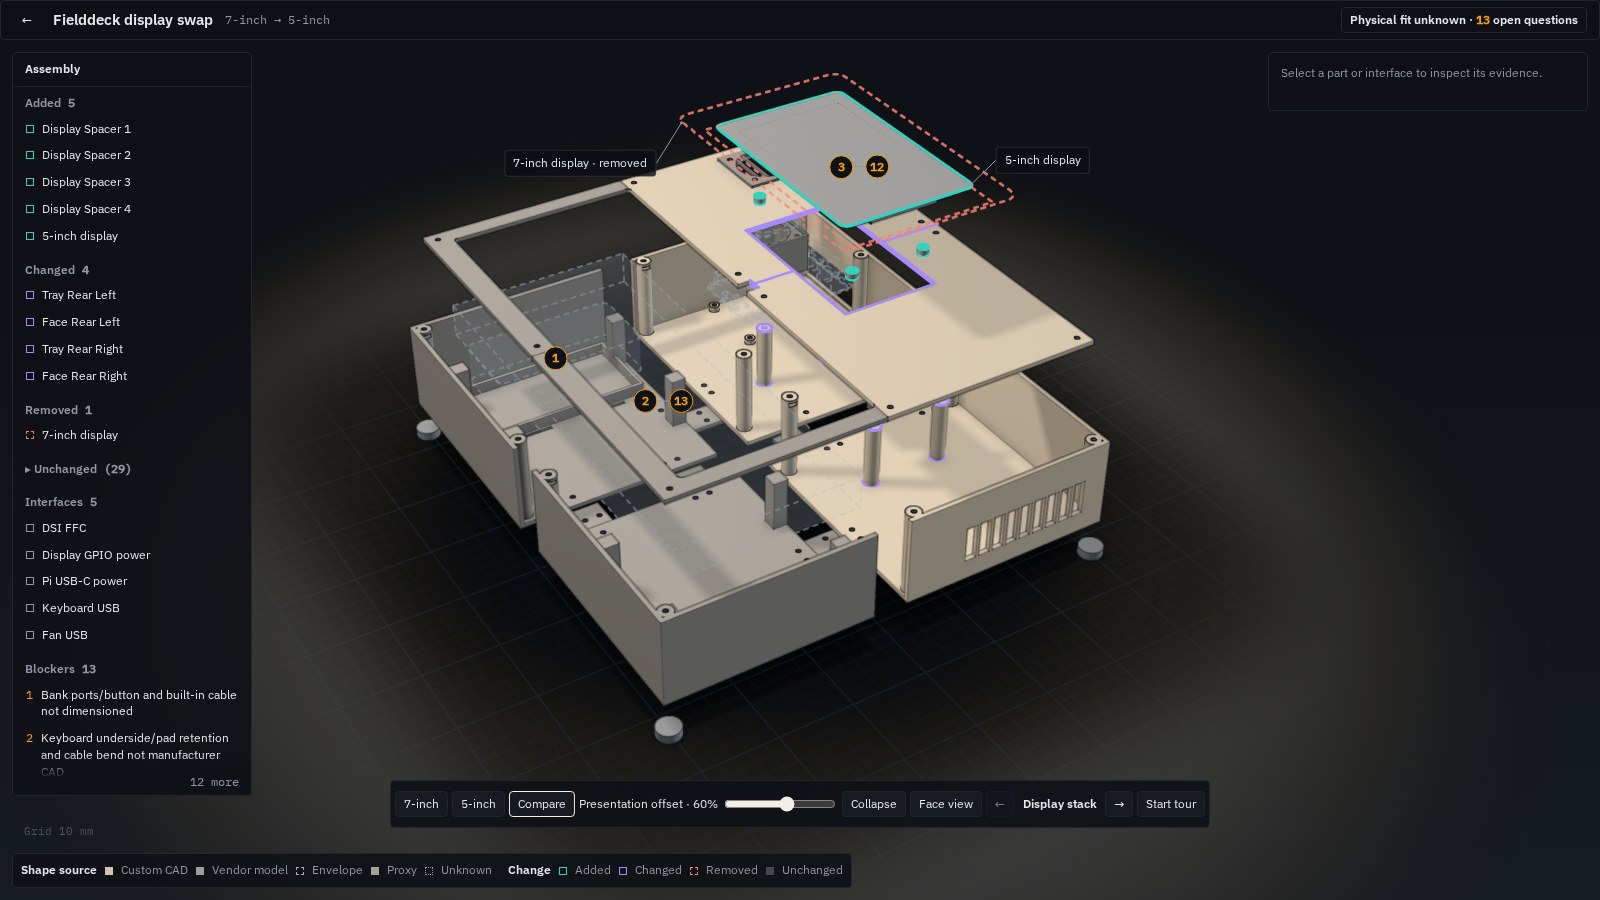 ← Fielddeck display swap 7-inch → 5-inch
Physical fit unknown · 13 open questions
Assembly
Added 5
Display Spacer 1
Display Spacer 2
Display Spacer 3
Display Spacer 4
5-inch display
Changed 4
Tray Rear Left
Face Rear Left
Tray Rear Right
Face Rear Right
Removed 1
7-inch display
▸ Unchanged (29)
Interfaces 5
DSI FFC
Display GPIO power
Pi USB-C power
Keyboard USB
Fan USB
Blockers 13
1 Bank ports/button and built-in cable
not dimensioned
2 Keyboard underside/pad retention
and cable bend not manufacturer
CAD
12 more
Select a part or interface to inspect its evidence.
7-inch display · removed
5-inch display
3 12
1
2 13
7-inch 5-inch Compare Presentation offset · 60% Collapse Face view ← Display stack → Start tour
Grid 10 mm
Shape source Custom CAD Vendor model Envelope Proxy Unknown Change Added Changed Removed Unchanged